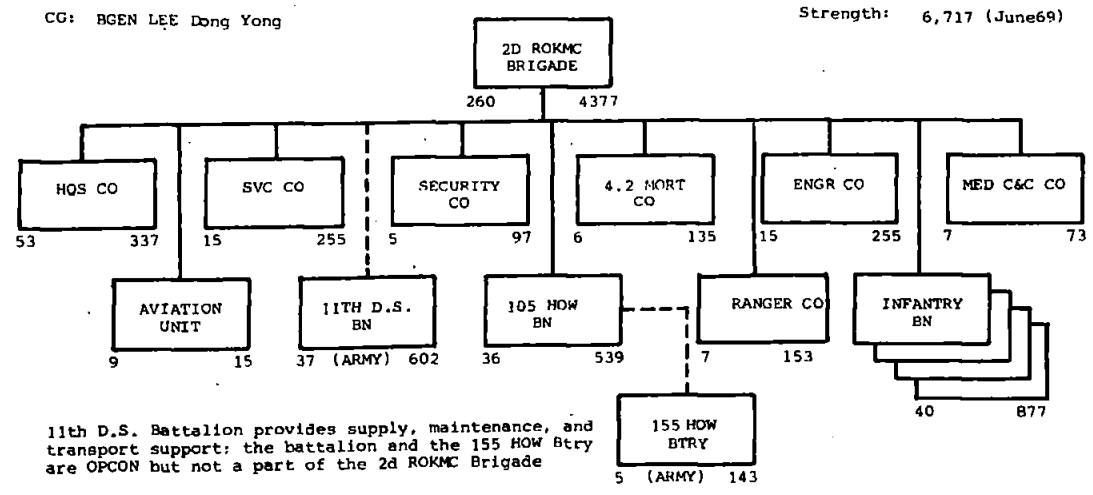 CG: BGEN LEE Dong Yong
Strength: 6,717 (June69)
2D ROKMC
BRIGADE
260 4377
HQS CO
53 337
SVC CO
15 255
SECURITY
CO
5 97
4.2 MORT
CO
6 135
ENGR CO
15 255
MED C&C CO
7 73
AVIATION
UNIT
9 15
11TH D.S.
BN
37 (ARMY) 602
105 HOW
BN
36 539
RANGER CO
7 153
INFANTRY
BN
40 877
155 HOW
BTRY
5 (ARMY) 143
11th D.S. Battalion provides supply, maintenance, and
transport support; the battalion and the 155 HOW Btry
are OPCON but not a part of the 2d ROKMC Brigade